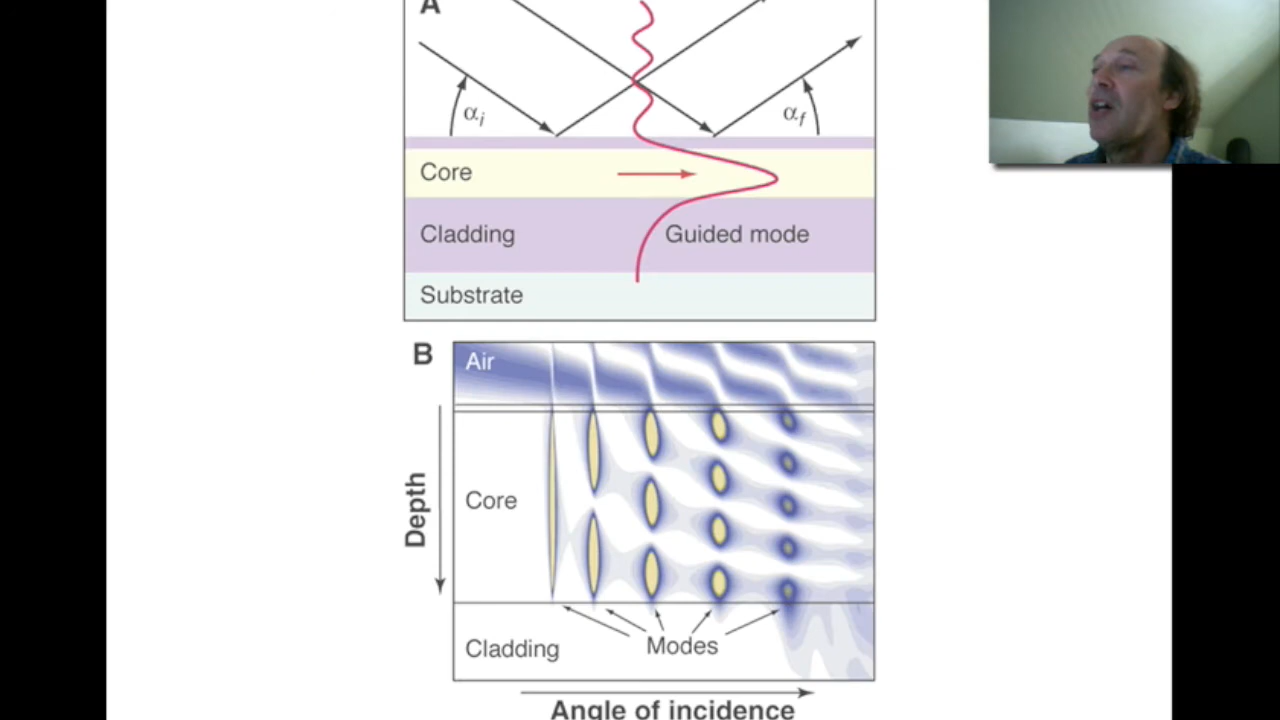 A
αi
αf
Core
Cladding
Guided mode
Substrate
B
Air
Depth
Core
Modes
Cladding
Angle of incidence